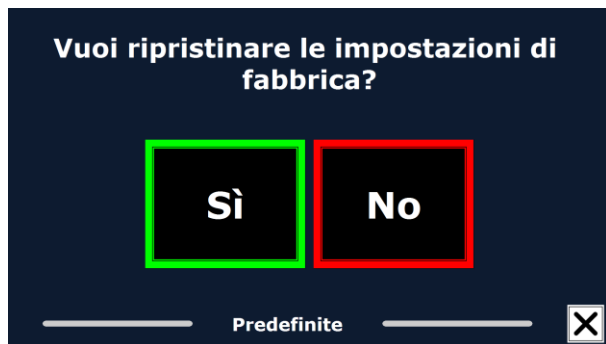 Vuoi ripristinare le impostazioni di
fabbrica?
Sì
No
Predefinite